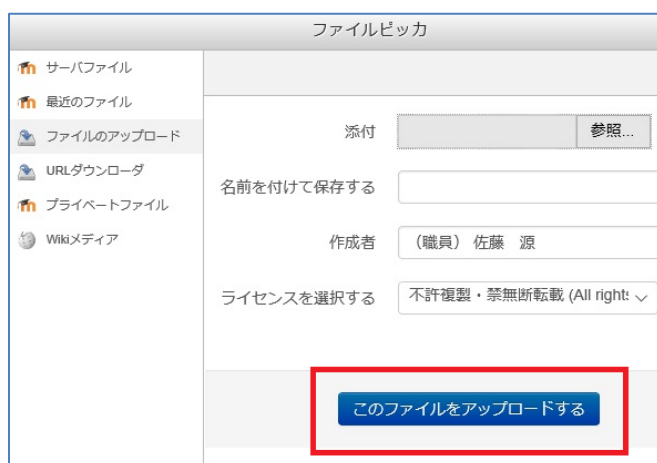 ファイルピッカ
サーバファイル
最近のファイル
ファイルのアップロード
URLダウンローダ
プライベートファイル
Wikiメディア
添付
参照...
名前を付けて保存する
作成者
（職員） 佐藤　源
ライセンスを選択する
不許複製・禁無断転載 (All rights
このファイルをアップロードする